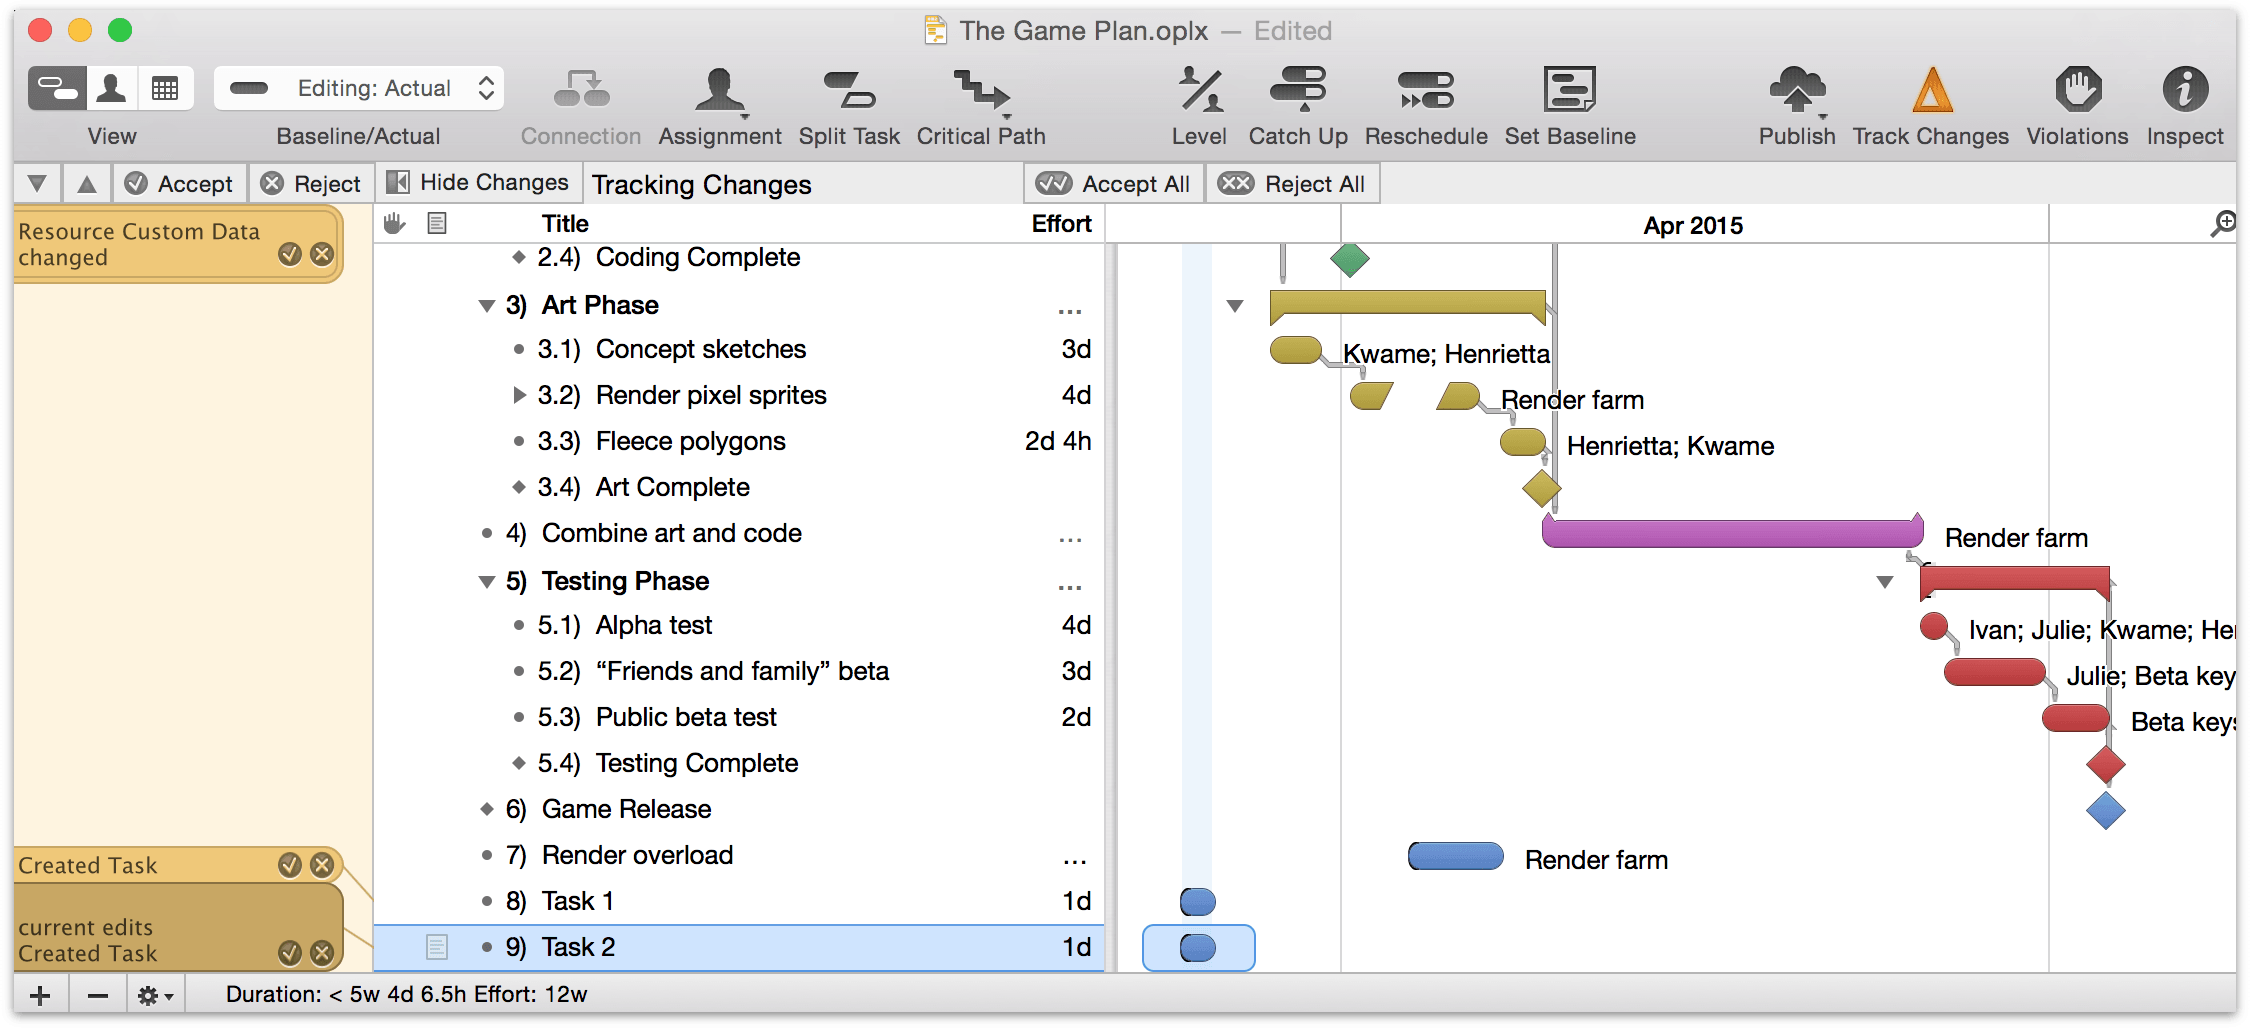 The Game Plan.oplx — Edited
Editing: Actual
View Baseline/Actual Connection Assignment Split Task Critical Path Level Catch Up Reschedule Set Baseline Publish Track Changes Violations Inspect
Accept Reject Hide Changes Tracking Changes Accept All Reject All
Resource Custom Data
changed
Title Effort Apr 2015
2.4) Coding Complete
3) Art Phase ...
3.1) Concept sketches 3d Kwame; Henrietta
3.2) Render pixel sprites 4d Render farm
3.3) Fleece polygons 2d 4h Henrietta; Kwame
3.4) Art Complete
4) Combine art and code ... Render farm
5) Testing Phase ...
5.1) Alpha test 4d Ivan; Julie; Kwame; He
5.2) “Friends and family” beta 3d Julie; Beta key
5.3) Public beta test 2d Beta keys
5.4) Testing Complete
6) Game Release
7) Render overload ... Render farm
Created Task
8) Task 1 1d
current edits
Created Task
9) Task 2 1d
Duration: < 5w 4d 6.5h Effort: 12w